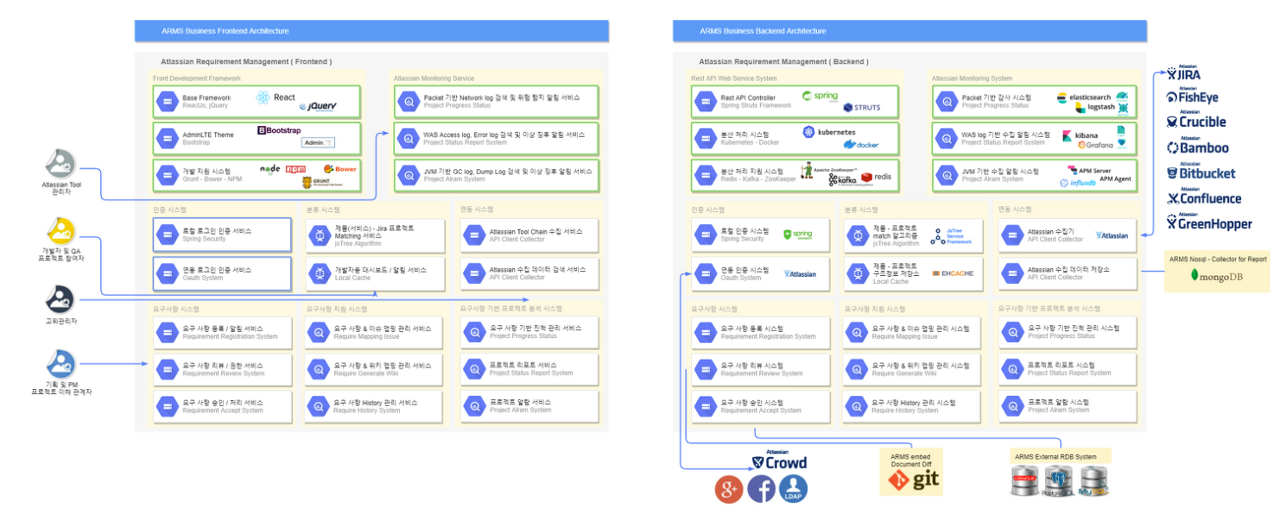 ARMS Business Frontend Architecture
Atlassian Requirement Management ( Frontend )
Front Development Framework
Base Framework
ReactJs, jQuery
React
jQuery
AdminLTE Theme
Bootstrap
Bootstrap
Admin
개발 지원 시스템
Grunt - Bower - NPM
node
npm
Bower
GRUNT
Atlassian Monitoring Service
Packet 기반 Network log 검색 및 위험 탐지 알림 서비스
Project Progress Status
WAS Access log, Error log 검색 및 이상 징후 알림 서비스
Project Status Report System
JVM 기반 GC log, Dump Log 검색 및 이상 징후 알림 서비스
Project Alram System
Atlassian Tool
관리자
개발자 및 QA
프로젝트 참여자
고위관리자
기획 및 PM
프로젝트 이해 관계자
인증 시스템
로컬 로그인 인증 서비스
Spring Security
연동 로그인 인증 서비스
Oauth System
분류 시스템
제품(서비스) - Jira 프로젝트
Matching 서비스
jsTree Algorithm
개발자용 대시보드 / 알림 서비스
Local Cache
연동 시스템
Atlassian Tool Chain 수집 서비스
API Client Collector
Atlassian 수집 데이터 검색 서비스
API Client Collector
요구사항 시스템
요구 사항 등록 / 알림 서비스
Requirement Registration System
요구 사항 리뷰 / 권한 서비스
Requirement Review System
요구 사항 승인 / 처리 서비스
Requirement Accept System
요구사항 지원 시스템
요구 사항 & 이슈 맵핑 관리 서비스
Require Mapping Issue
요구 사항 & 위키 맵핑 관리 서비스
Require Generate Wiki
요구 사항 History 관리 서비스
Require History System
요구사항 기반 프로젝트 분석 시스템
요구 사항 기반 진척 관리 서비스
Project Progress Status
프로젝트 리포트 서비스
Project Status Report System
프로젝트 알람 서비스
Project Alram System
ARMS Business Backend Architecture
Atlassian Requirement Management ( Backend )
Rest API Web Service System
Rest API Controller
Spring Struts Framework
spring
STRUTS
분산 처리 시스템
Kubernetes - Docker
kubernetes
docker
분산 처리 지원 시스템
Redis - Kafka - ZooKeeper
Apache ZooKeeper
kafka
redis
Atlassian Monitoring System
Packet 기반 감사 시스템
Project Progress Status
elasticsearch
logstash
WAS log 기반 수집 알림 시스템
Project Status Report System
kibana
Grafana
JVM 기반 수집 알림 시스템
Project Alram System
APM Server
influxdb
APM Agent
인증 시스템
로컬 인증 시스템
Spring Security
spring
연동 인증 시스템
Oauth System
Atlassian
분류 시스템
제품 - 프로젝트
match 알고리즘
jsTree Algorithm
JsTree
Service
Framework
제품 - 프로젝트
구조정보 저장소
Local Cache
EHCACHE
연동 시스템
Atlassian 수집기
API Client Collector
Atlassian
Atlassian 수집 데이터 저장소
API Client Collector
요구사항 시스템
요구 사항 등록 시스템
Requirement Registration System
요구 사항 리뷰 시스템
Requirement Review System
요구 사항 승인 시스템
Requirement Accept System
요구사항 지원 시스템
요구 사항 & 이슈 맵핑 관리 시스템
Require Mapping Issue
요구 사항 & 위키 맵핑 관리 시스템
Require Generate Wiki
요구 사항 History 관리 시스템
Require History System
요구사항 기반 프로젝트 분석 시스템
요구 사항 기반 진척 관리 시스템
Project Progress Status
프로젝트 리포트 시스템
Project Status Report System
프로젝트 알람 시스템
Project Alram System
Atlassian
JIRA
Atlassian
FishEye
Atlassian
Crucible
Atlassian
Bamboo
Atlassian
Bitbucket
Atlassian
Confluence
Atlassian
GreenHopper
ARMS Nosql - Collector for Report
mongoDB
Atlassian
Crowd
g+
f
LDAP
ARMS embed
Document Diff
git
ARMS External RDB System
ORACLE